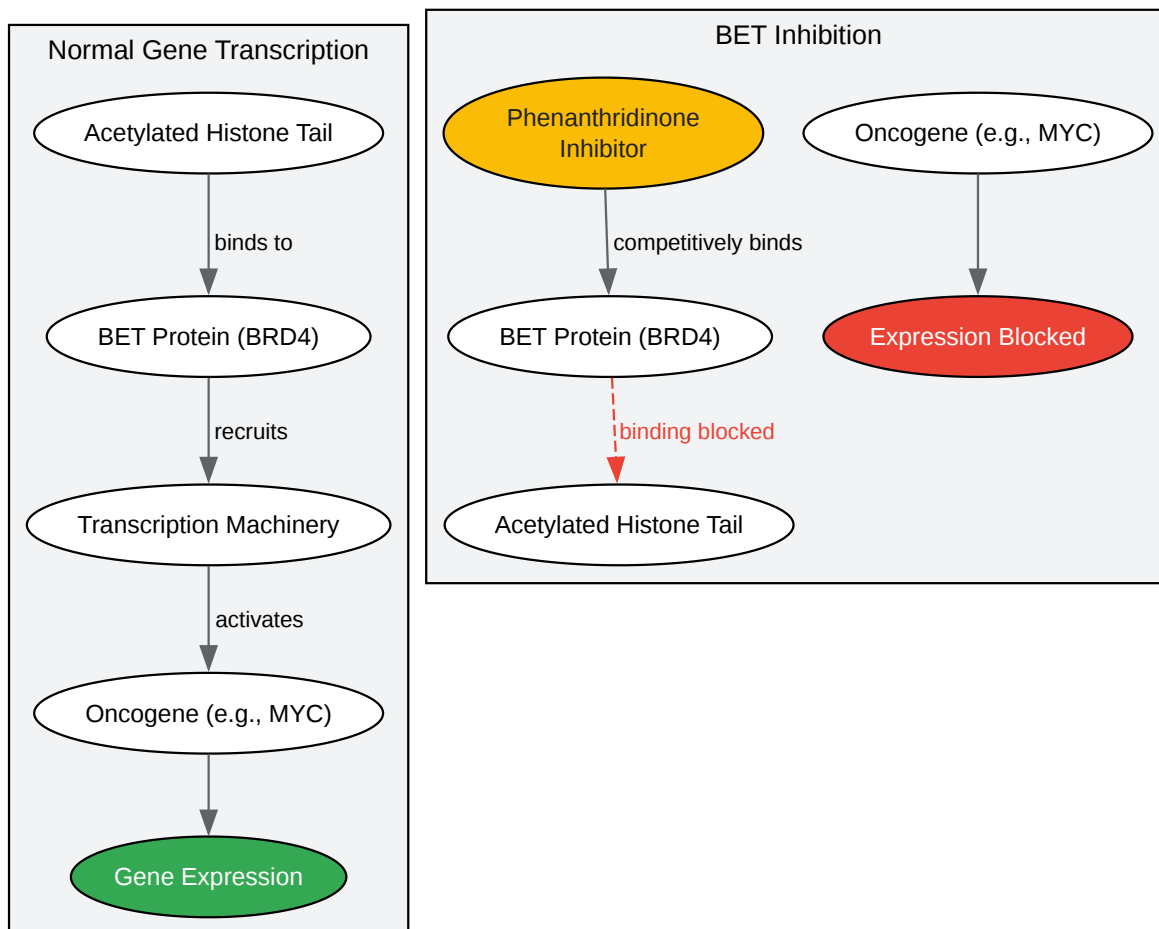 Normal Gene Transcription
Acetylated Histone Tail
binds to
BET Protein (BRD4)
recruits
Transcription Machinery
activates
Oncogene (e.g., MYC)
Gene Expression
BET Inhibition
Phenanthridinone
Inhibitor
competitively binds
BET Protein (BRD4)
binding blocked
Acetylated Histone Tail
Oncogene (e.g., MYC)
Expression Blocked